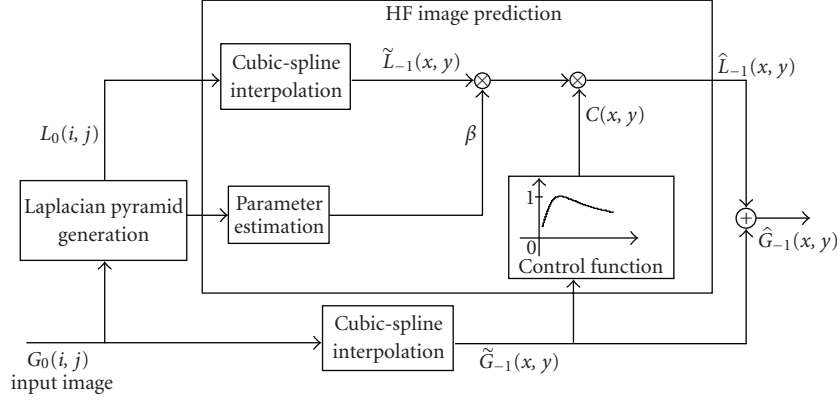 HF image prediction
Cubic-spline
interpolation
L̃₋₁(x, y)
L̂₋₁(x, y)
L₀(i, j)
β
C(x, y)
Laplacian pyramid
generation
Parameter
estimation
1
0
Control function
+
Ĝ₋₁(x, y)
Cubic-spline
interpolation
G₀(i, j)
input image
G̃₋₁(x, y)